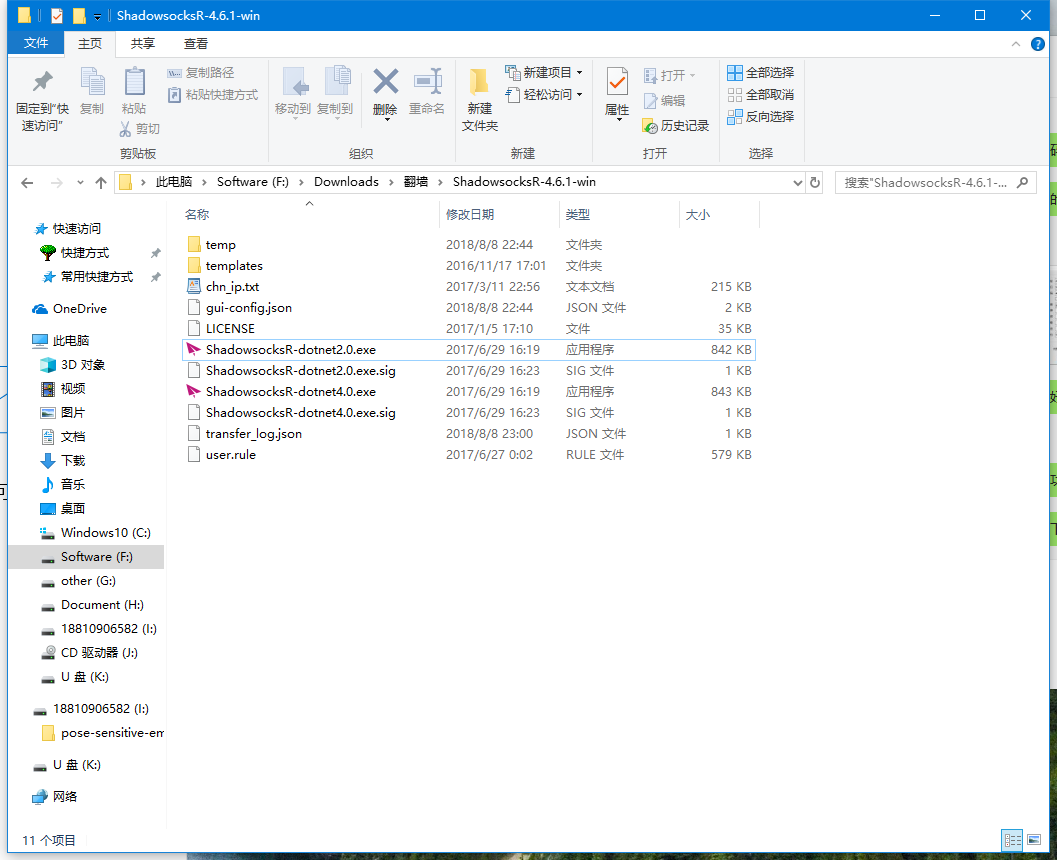 ShadowsocksR-4.6.1-win
文件 主页 共享 查看
固定到"快速访问"
复制
粘贴
复制路径
粘贴快捷方式
剪切
剪贴板
移动到 复制到 删除 重命名
组织
新建文件夹
新建项目
轻松访问
新建
属性
打开
编辑
历史记录
打开
全部选择
全部取消
反向选择
选择
此电脑 Software (F:) Downloads 翻墙 ShadowsocksR-4.6.1-win
搜索"ShadowsocksR-4.6.1-...
名称 修改日期 类型 大小
temp 2018/8/8 22:44 文件夹
templates 2016/11/17 17:01 文件夹
chn_ip.txt 2017/3/11 22:56 文本文档 215 KB
gui-config.json 2018/8/8 22:44 JSON 文件 2 KB
LICENSE 2017/1/5 17:10 文件 35 KB
ShadowsocksR-dotnet2.0.exe 2017/6/29 16:19 应用程序 842 KB
ShadowsocksR-dotnet2.0.exe.sig 2017/6/29 16:23 SIG 文件 1 KB
ShadowsocksR-dotnet4.0.exe 2017/6/29 16:19 应用程序 843 KB
ShadowsocksR-dotnet4.0.exe.sig 2017/6/29 16:23 SIG 文件 1 KB
transfer_log.json 2018/8/8 23:00 JSON 文件 1 KB
user.rule 2017/6/27 0:02 RULE 文件 579 KB
快速访问
快捷方式
常用快捷方式
OneDrive
此电脑
3D 对象
视频
图片
文档
下载
音乐
桌面
Windows10 (C:)
Software (F:)
other (G:)
Document (H:)
18810906582 (I:)
CD 驱动器 (J:)
U 盘 (K:)
18810906582 (I:)
pose-sensitive-em
U 盘 (K:)
网络
11 个项目